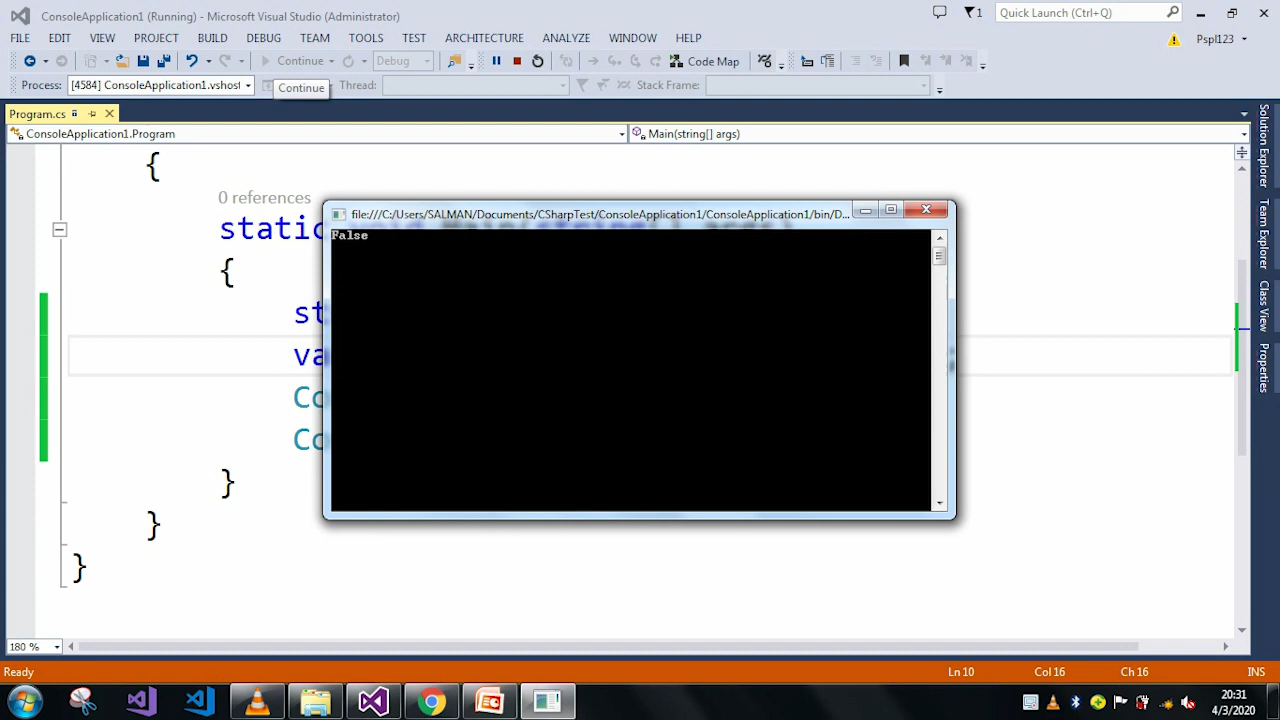 ConsoleApplication1 (Running) - Microsoft Visual Studio (Administrator)
1
Quick Launch (Ctrl+Q)
FILE EDIT VIEW PROJECT BUILD DEBUG TEAM TOOLS TEST ARCHITECTURE ANALYZE WINDOW HELP
Pspl123
Continue Debug Code Map
Process: [4584] ConsoleApplication1.vshost Thread: Stack Frame:
Continue
Program.cs
ConsoleApplication1.Program Main(string[] args)
{
0 references
static
file:///C:/Users/SALMAN/Documents/CSharpTest/ConsoleApplication1/ConsoleApplication1/bin/D...
False
{
st
va
Co
Co
}
}
}
180 %
Ready Ln 10 Col 16 Ch 16 INS
Solution Explorer
Team Explorer
Class View
Properties
20:31
4/3/2020